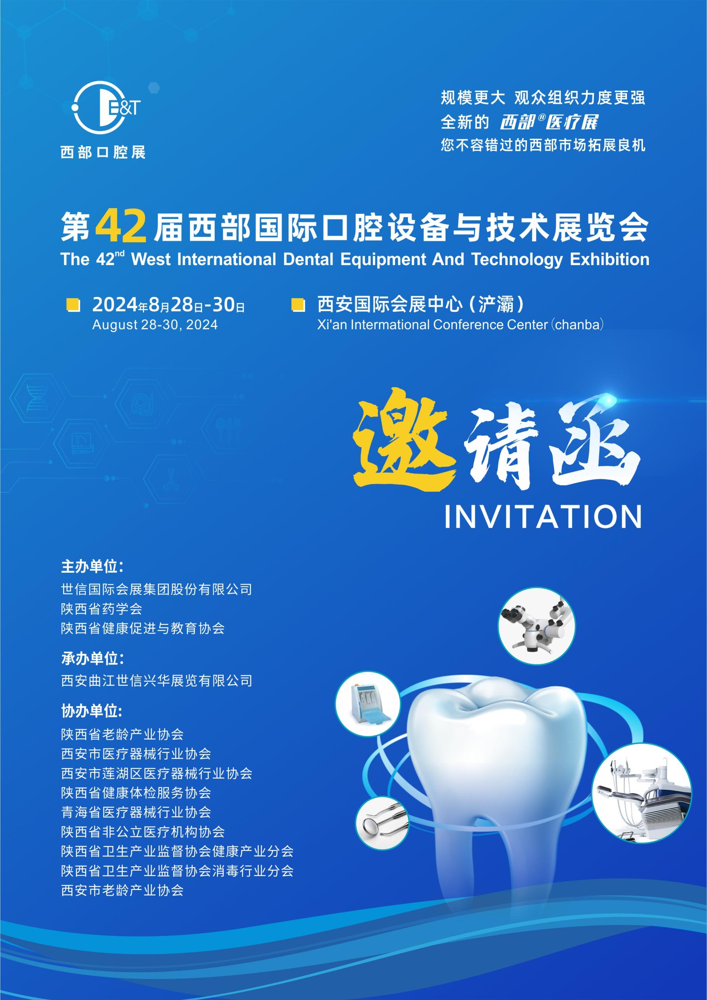 E&T
西部口腔展
规模更大 观众组织力度更强
全新的 西部®医疗展
您不容错过的西部市场拓展良机
第42届西部国际口腔设备与技术展览会
The 42nd West International Dental Equipment And Technology Exhibition
2024年8月28日-30日
August 28-30, 2024
西安国际会展中心(浐灞)
Xi'an Intermational Conference Center(chanba)
邀请函
INVITATION
主办单位：
世信国际会展集团股份有限公司
陕西省药学会
陕西省健康促进与教育协会
承办单位：
西安曲江世信兴华展览有限公司
协办单位:
陕西省老龄产业协会
西安市医疗器械行业协会
西安市莲湖区医疗器械行业协会
陕西省健康体检服务协会
青海省医疗器械行业协会
陕西省非公立医疗机构协会
陕西省卫生产业监督协会健康产业分会
陕西省卫生产业监督协会消毒行业分会
西安市老龄产业协会